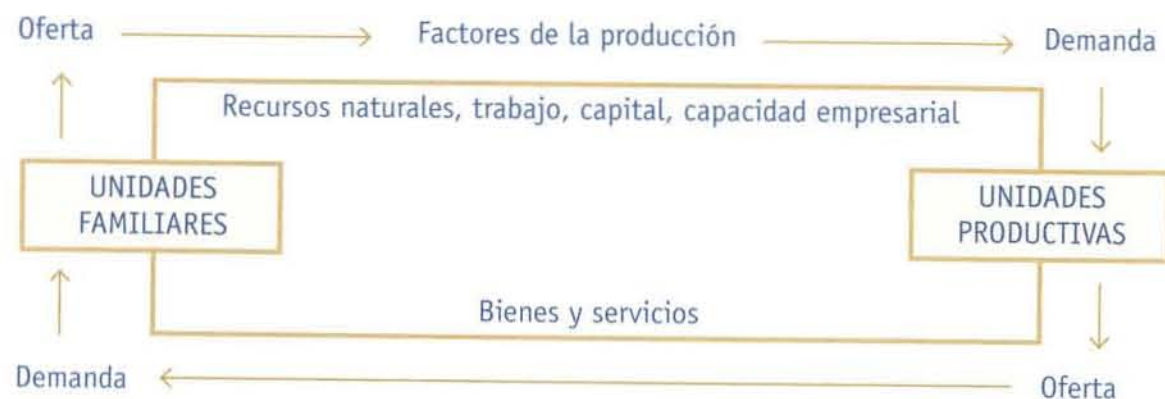 Oferta
Factores de la producción
Demanda
Recursos naturales, trabajo, capital, capacidad empresarial
UNIDADES
FAMILIARES
UNIDADES
PRODUCTIVAS
Bienes y servicios
Demanda
Oferta